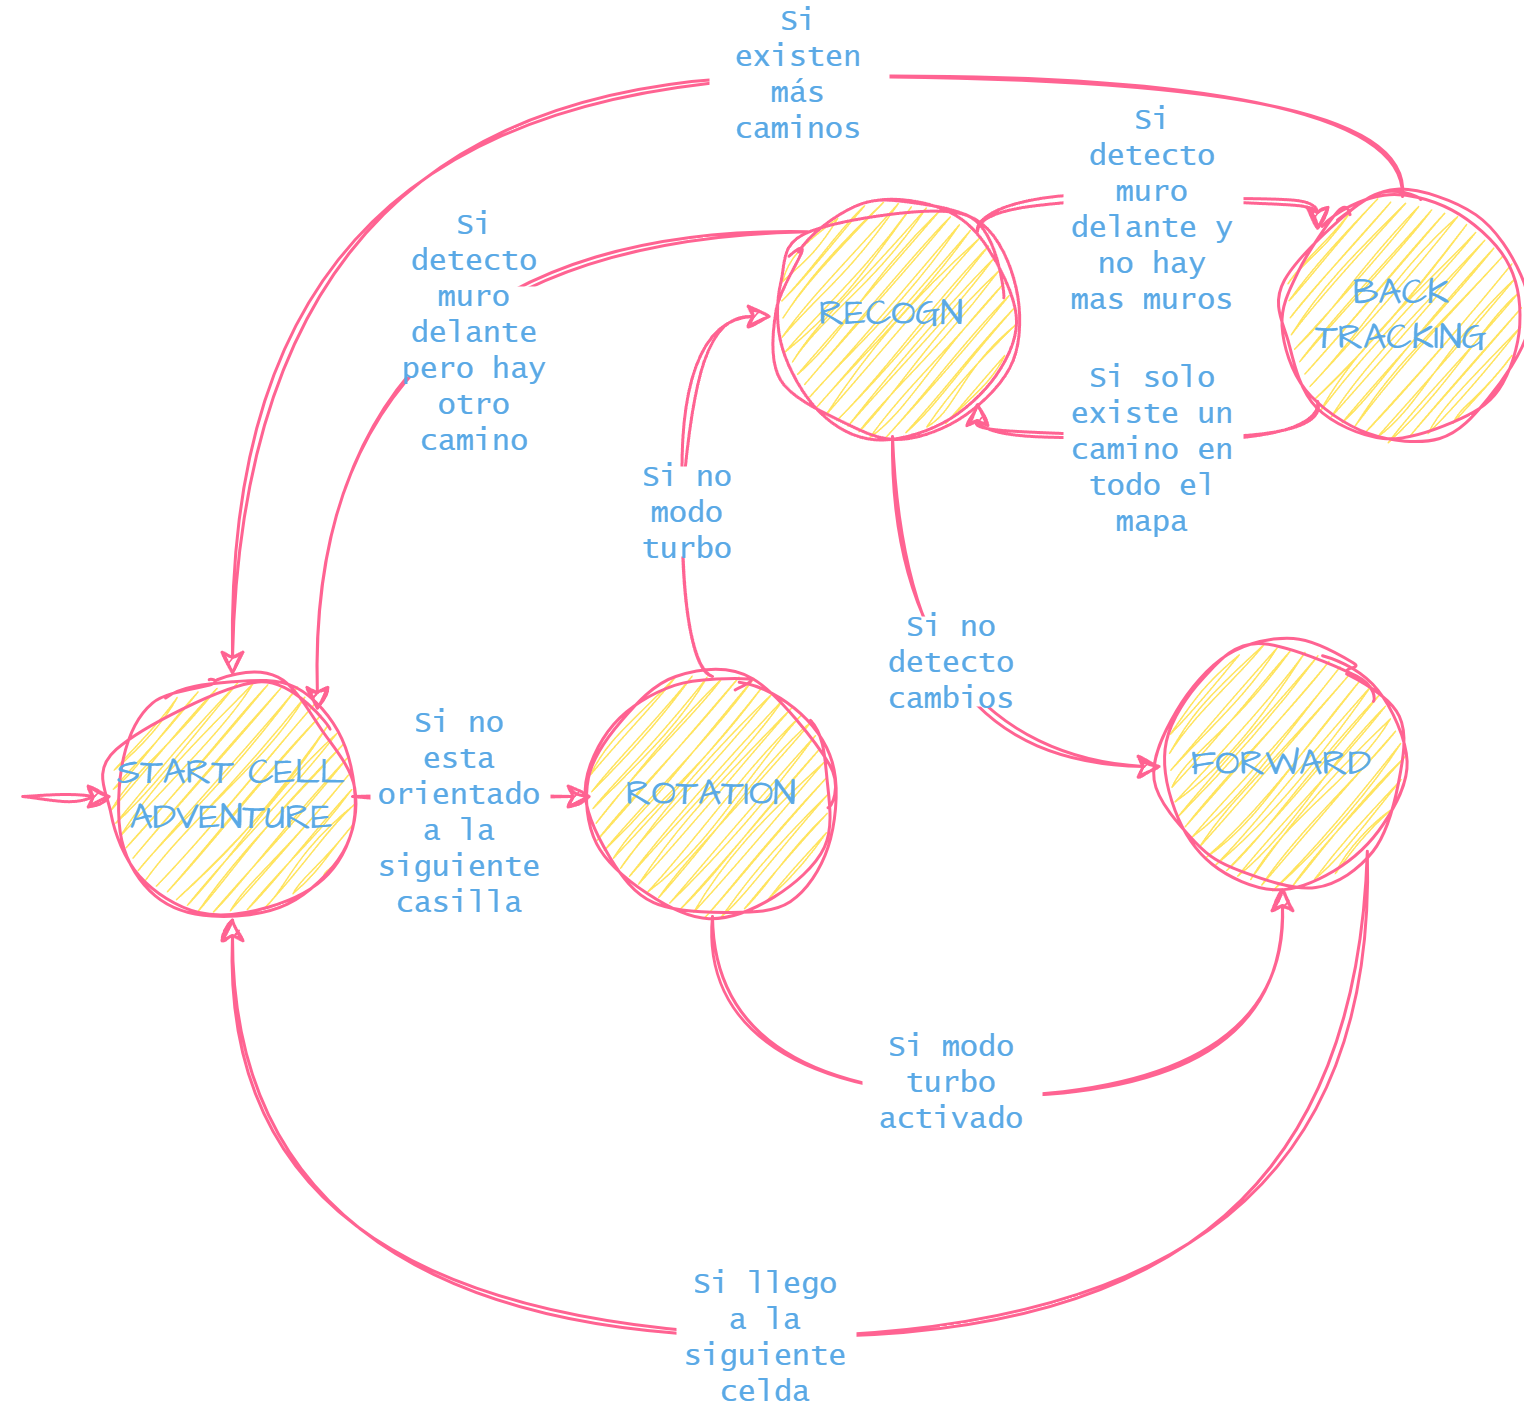 Si
existen
más
caminos
Si
detecto
muro
delante y
no hay
mas muros
Si
detecto
muro
delante
pero hay
otro
camino
RECOGN
BACK
TRACKING
Si solo
existe un
camino en
todo el
mapa
Si no
modo
turbo
Si no
detecto
cambios
START CELL
ADVENTURE
Si no
esta
orientado
a la
siguiente
casilla
ROTATION
FORWARD
Si modo
turbo
activado
Si llego
a la
siguiente
celda